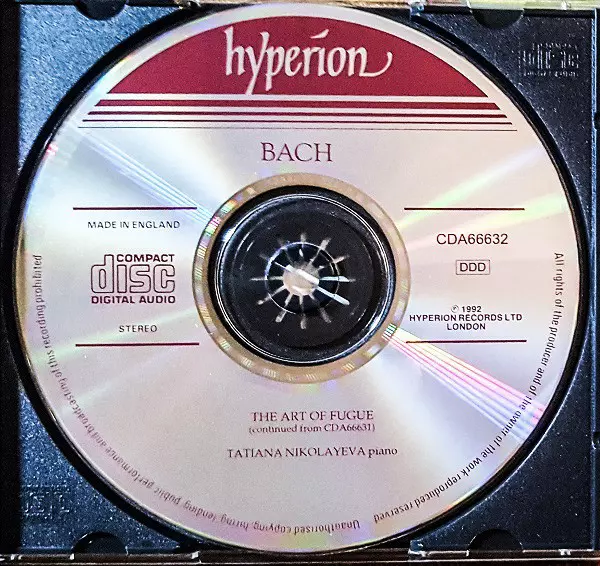 hyperion
BACH
MADE IN ENGLAND
COMPACT
disc
DIGITAL AUDIO
STEREO
CDA66632
DDD
℗ 1992
HYPERION RECORDS LTD
LONDON
THE ART OF FUGUE
(continued from CDA66631)
TATIANA NIKOLAYEVA piano
All rights of the producer and of the owner of the work reproduced reserved
Unauthorised copying, hiring, lending, public performance and broadcasting of this recording prohibited
COMPACT
disc